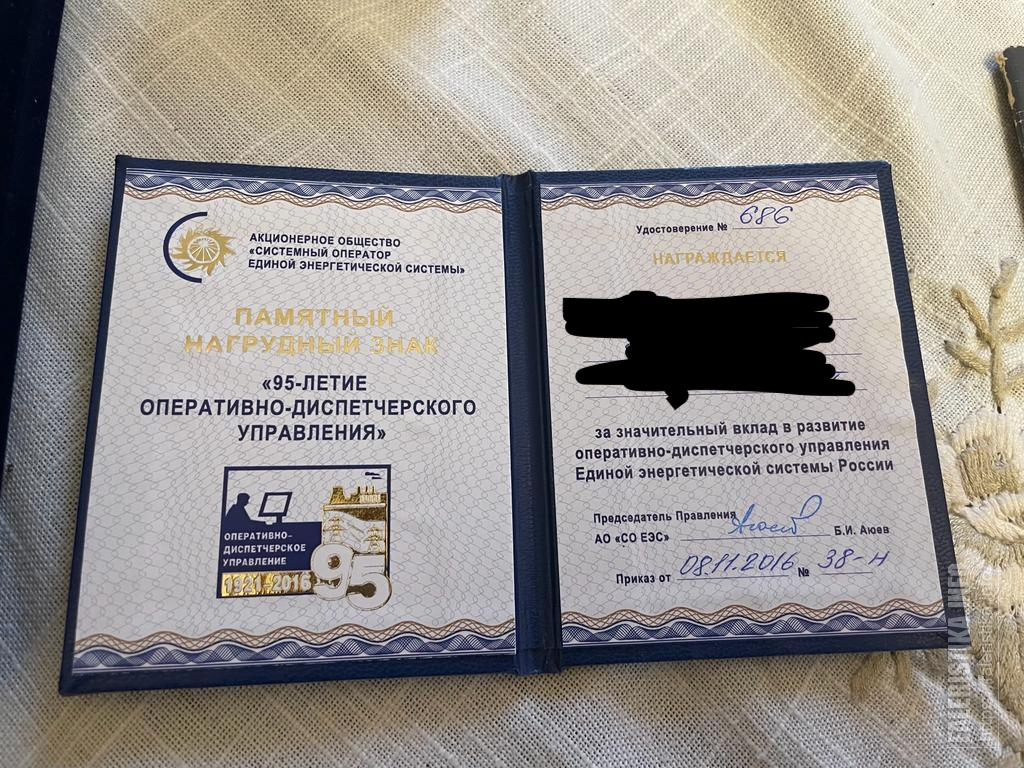 АКЦИОНЕРНОЕ ОБЩЕСТВО
«СИСТЕМНЫЙ ОПЕРАТОР
ЕДИНОЙ ЭНЕРГЕТИЧЕСКОЙ СИСТЕМЫ»
ПАМЯТНЫЙ
НАГРУДНЫЙ ЗНАК
«95-ЛЕТИЕ
ОПЕРАТИВНО-ДИСПЕТЧЕРСКОГО
УПРАВЛЕНИЯ»
ОПЕРАТИВНО-
ДИСПЕТЧЕРСКОЕ
УПРАВЛЕНИЕ
1921-2016
95
Удостоверение № 686
НАГРАЖДАЕТСЯ
за значительный вклад в развитие
оперативно-диспетчерского управления
Единой энергетической системы России
Председатель Правления
АО «СО ЕЭС» Б.И. Аюев
Приказ от 08.11.2016 № 38-н
FALERISTIKA.INFO